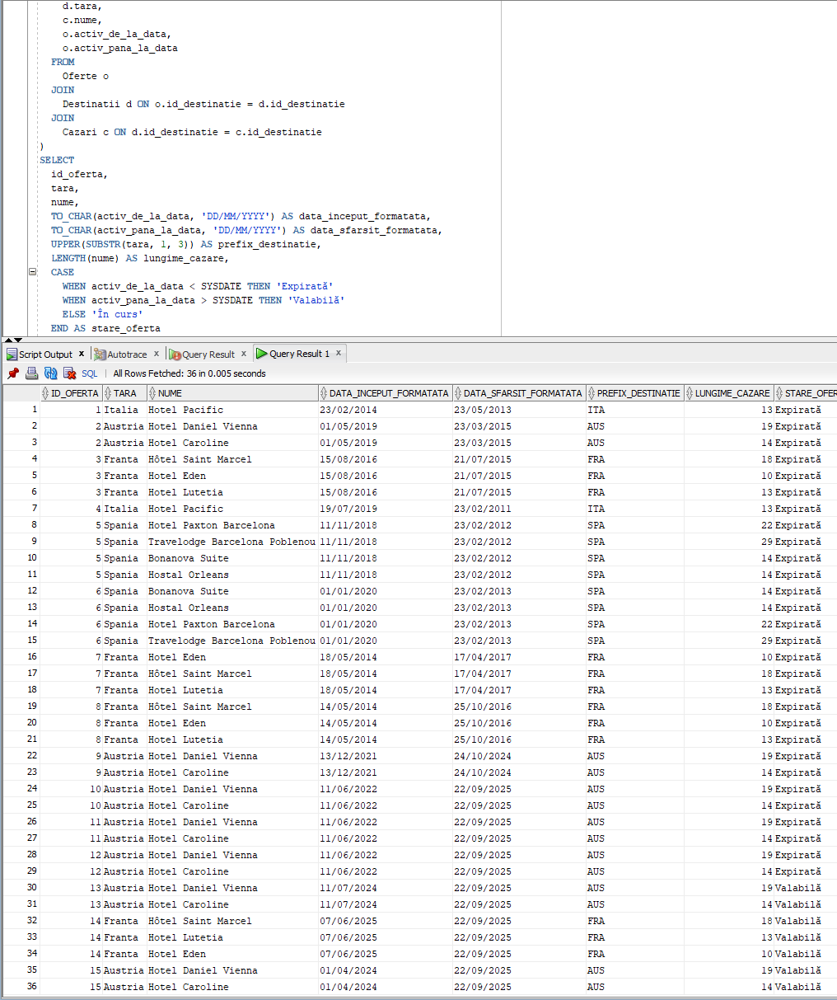 d.tara,
c.nume,
o.activ_de_la_data,
o.activ_pana_la_data
FROM
Oferte o
JOIN
Destinatii d ON o.id_destinatie = d.id_destinatie
JOIN
Cazari c ON d.id_destinatie = c.id_destinatie
)
SELECT
id_oferta,
tara,
nume,
TO_CHAR(activ_de_la_data, 'DD/MM/YYYY') AS data_inceput_formatata,
TO_CHAR(activ_pana_la_data, 'DD/MM/YYYY') AS data_sfarsit_formatata,
UPPER(SUBSTR(tara, 1, 3)) AS prefix_destinatie,
LENGTH(nume) AS lungime_cazare,
CASE
WHEN activ_de_la_data < SYSDATE THEN 'Expirată'
WHEN activ_pana_la_data > SYSDATE THEN 'Valabilă'
ELSE 'În curs'
END AS stare_oferta
Script Output x Autotrace x Query Result x Query Result 1 x
SQL | All Rows Fetched: 36 in 0.005 seconds
ID_OFERTA TARA NUME DATA_INCEPUT_FORMATATA DATA_SFARSIT_FORMATATA PREFIX_DESTINATIE LUNGIME_CAZARE STARE_OFER
1 1 Italia Hotel Pacific 23/02/2014 23/05/2013 ITA 13 Expirată
2 2 Austria Hotel Daniel Vienna 01/05/2019 23/03/2015 AUS 19 Expirată
3 2 Austria Hotel Caroline 01/05/2019 23/03/2015 AUS 14 Expirată
4 3 Franta Hôtel Saint Marcel 15/08/2016 21/07/2015 FRA 18 Expirată
5 3 Franta Hotel Eden 15/08/2016 21/07/2015 FRA 10 Expirată
6 3 Franta Hotel Lutetia 15/08/2016 21/07/2015 FRA 13 Expirată
7 4 Italia Hotel Pacific 19/07/2019 23/02/2011 ITA 13 Expirată
8 5 Spania Hotel Paxton Barcelona 11/11/2018 23/02/2012 SPA 22 Expirată
9 5 Spania Travelodge Barcelona Poblenou 11/11/2018 23/02/2012 SPA 29 Expirată
10 5 Spania Bonanova Suite 11/11/2018 23/02/2012 SPA 14 Expirată
11 5 Spania Hostal Orleans 11/11/2018 23/02/2012 SPA 14 Expirată
12 6 Spania Bonanova Suite 01/01/2020 23/02/2013 SPA 14 Expirată
13 6 Spania Hostal Orleans 01/01/2020 23/02/2013 SPA 14 Expirată
14 6 Spania Hotel Paxton Barcelona 01/01/2020 23/02/2013 SPA 22 Expirată
15 6 Spania Travelodge Barcelona Poblenou 01/01/2020 23/02/2013 SPA 29 Expirată
16 7 Franta Hotel Eden 18/05/2014 17/04/2017 FRA 10 Expirată
17 7 Franta Hôtel Saint Marcel 18/05/2014 17/04/2017 FRA 18 Expirată
18 7 Franta Hotel Lutetia 18/05/2014 17/04/2017 FRA 13 Expirată
19 8 Franta Hôtel Saint Marcel 14/05/2014 25/10/2016 FRA 18 Expirată
20 8 Franta Hotel Eden 14/05/2014 25/10/2016 FRA 10 Expirată
21 8 Franta Hotel Lutetia 14/05/2014 25/10/2016 FRA 13 Expirată
22 9 Austria Hotel Daniel Vienna 13/12/2021 24/10/2024 AUS 19 Expirată
23 9 Austria Hotel Caroline 13/12/2021 24/10/2024 AUS 14 Expirată
24 10 Austria Hotel Daniel Vienna 11/06/2022 22/09/2025 AUS 19 Expirată
25 10 Austria Hotel Caroline 11/06/2022 22/09/2025 AUS 14 Expirată
26 11 Austria Hotel Daniel Vienna 11/06/2022 22/09/2025 AUS 19 Expirată
27 11 Austria Hotel Caroline 11/06/2022 22/09/2025 AUS 14 Expirată
28 12 Austria Hotel Daniel Vienna 11/06/2022 22/09/2025 AUS 19 Expirată
29 12 Austria Hotel Caroline 11/06/2022 22/09/2025 AUS 14 Expirată
30 13 Austria Hotel Daniel Vienna 11/07/2024 22/09/2025 AUS 19 Valabilă
31 13 Austria Hotel Caroline 11/07/2024 22/09/2025 AUS 14 Valabilă
32 14 Franta Hôtel Saint Marcel 07/06/2025 22/09/2025 FRA 18 Valabilă
33 14 Franta Hotel Lutetia 07/06/2025 22/09/2025 FRA 13 Valabilă
34 14 Franta Hotel Eden 07/06/2025 22/09/2025 FRA 10 Valabilă
35 15 Austria Hotel Daniel Vienna 01/04/2024 22/09/2025 AUS 19 Valabilă
36 15 Austria Hotel Caroline 01/04/2024 22/09/2025 AUS 14 Valabilă